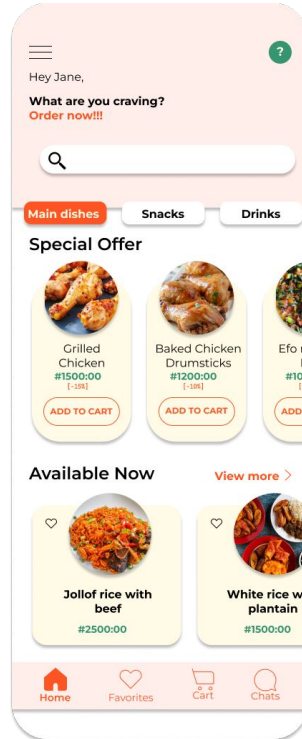 ?
Hey Jane,
What are you craving?
Order now!!!
Main dishes Snacks Drinks
Special Offer
Grilled
Chicken
#1500:00
[-15%]
ADD TO CART
Baked Chicken
Drumsticks
#1200:00
[-10%]
ADD TO CART
Efo
#10
ADD
Available Now
View more >
Jollof rice with
beef
#2500:00
White rice w
plantain
#1500:00
Home Favorites Cart Chats